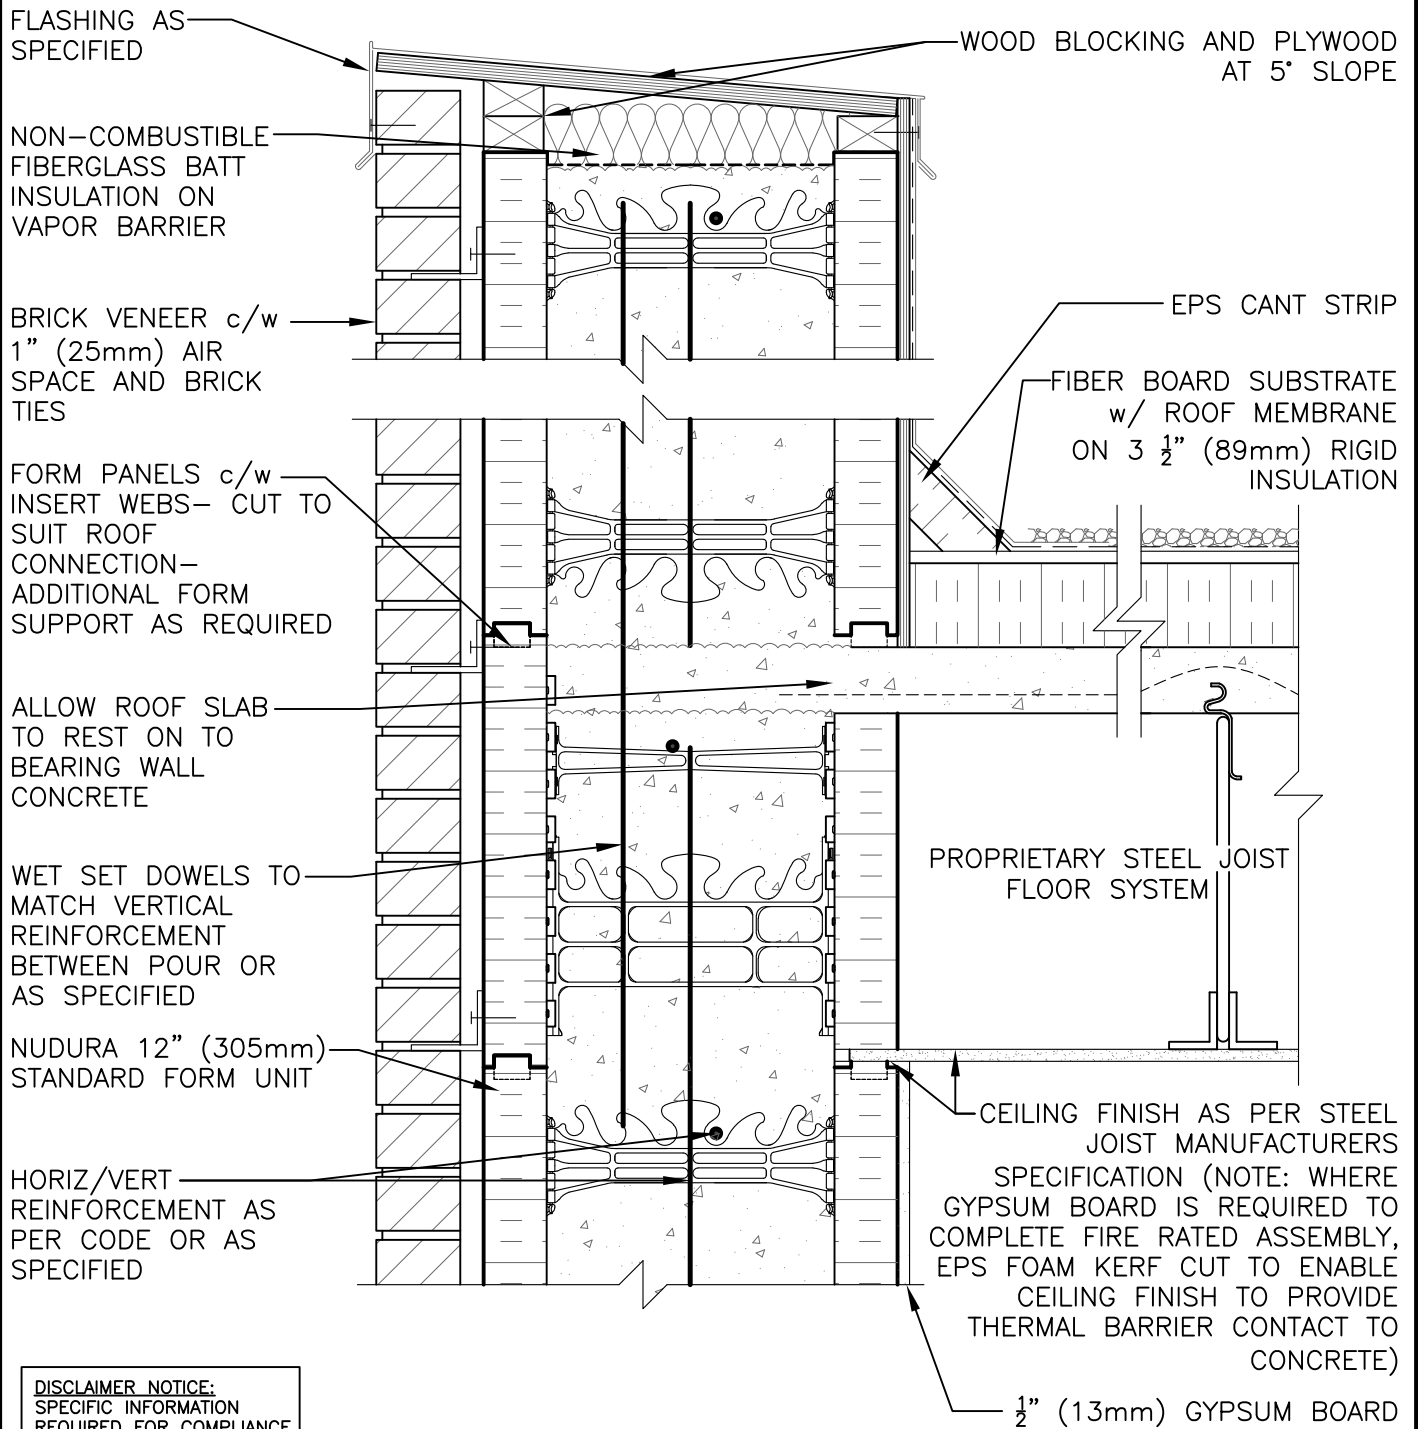 FLASHING AS
SPECIFIED
WOOD BLOCKING AND PLYWOOD
AT 5° SLOPE
NON-COMBUSTIBLE
FIBERGLASS BATT
INSULATION ON
VAPOR BARRIER
BRICK VENEER c/w
1" (25mm) AIR
SPACE AND BRICK
TIES
EPS CANT STRIP
FIBER BOARD SUBSTRATE
w/ ROOF MEMBRANE
ON 3 ½" (89mm) RIGID
INSULATION
FORM PANELS c/w
INSERT WEBS- CUT TO
SUIT ROOF
CONNECTION-
ADDITIONAL FORM
SUPPORT AS REQUIRED
ALLOW ROOF SLAB
TO REST ON TO
BEARING WALL
CONCRETE
PROPRIETARY STEEL JOIST
FLOOR SYSTEM
WET SET DOWELS TO
MATCH VERTICAL
REINFORCEMENT
BETWEEN POUR OR
AS SPECIFIED
NUDURA 12" (305mm)
STANDARD FORM UNIT
HORIZ/VERT
REINFORCEMENT AS
PER CODE OR AS
SPECIFIED
CEILING FINISH AS PER STEEL
JOIST MANUFACTURERS
SPECIFICATION (NOTE: WHERE
GYPSUM BOARD IS REQUIRED TO
COMPLETE FIRE RATED ASSEMBLY,
EPS FOAM KERF CUT TO ENABLE
CEILING FINISH TO PROVIDE
THERMAL BARRIER CONTACT TO
CONCRETE)
½" (13mm) GYPSUM BOARD
DISCLAIMER NOTICE:
SPECIFIC INFORMATION
REQUIRED FOR COMPLIANCE